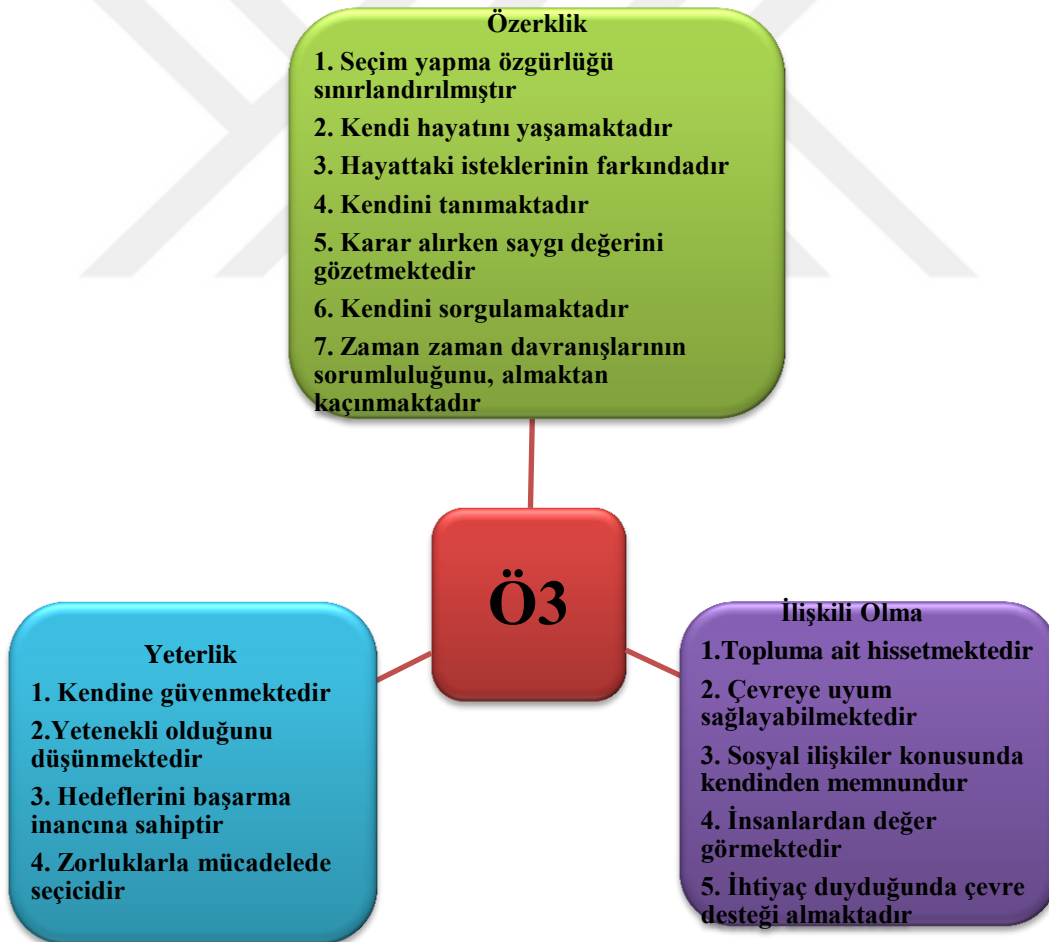 Özerklik
1. Seçim yapma özgürlüğü
sınırlandırılmıştır
2. Kendi hayatını yaşamaktadır
3. Hayattaki isteklerinin farkındadır
4. Kendini tanımaktadır
5. Karar alırken saygı değerini
gözetmektedir
6. Kendini sorgulamaktadır
7. Zaman zaman davranışlarının
sorumluluğunu, almaktan
kaçınmaktadır
Ö3
Yeterlik
1. Kendine güvenmektedir
2.Yetenekli olduğunu
düşünmektedir
3. Hedeflerini başarma
inancına sahiptir
4. Zorluklarla mücadelede
seçicidir
İlişkili Olma
1.Topluma ait hissetmektedir
2. Çevreye uyum
sağlayabilmektedir
3. Sosyal ilişkiler konusunda
kendinden memnundur
4. İnsanlardan değer
görmektedir
5. İhtiyaç duyduğunda çevre
desteği almaktadır